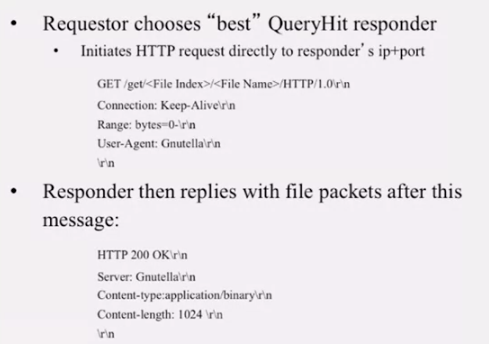 • Requestor chooses “best” QueryHit responder
• Initiates HTTP request directly to responder's ip+port
GET /get/<File Index>/<File Name>/HTTP/1.0\r\n
Connection: Keep-Alive\r\n
Range: bytes=0-\r\n
User-Agent: Gnutella\r\n
\r\n
• Responder then replies with file packets after this
message:
HTTP 200 OK\r\n
Server: Gnutella\r\n
Content-type:application/binary\r\n
Content-length: 1024 \r\n
\r\n